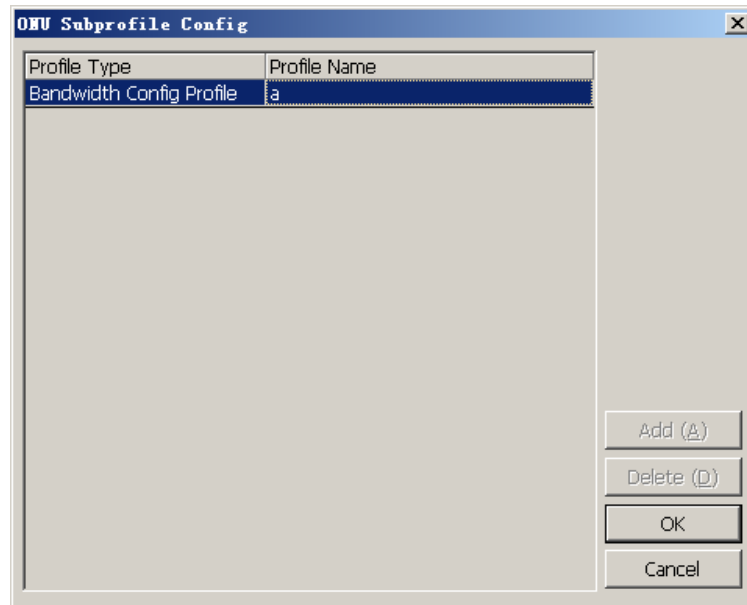 ONU Subprofile Config
Profile Type Profile Name
Bandwidth Config Profile a
Add (A)
Delete (D)
OK
Cancel